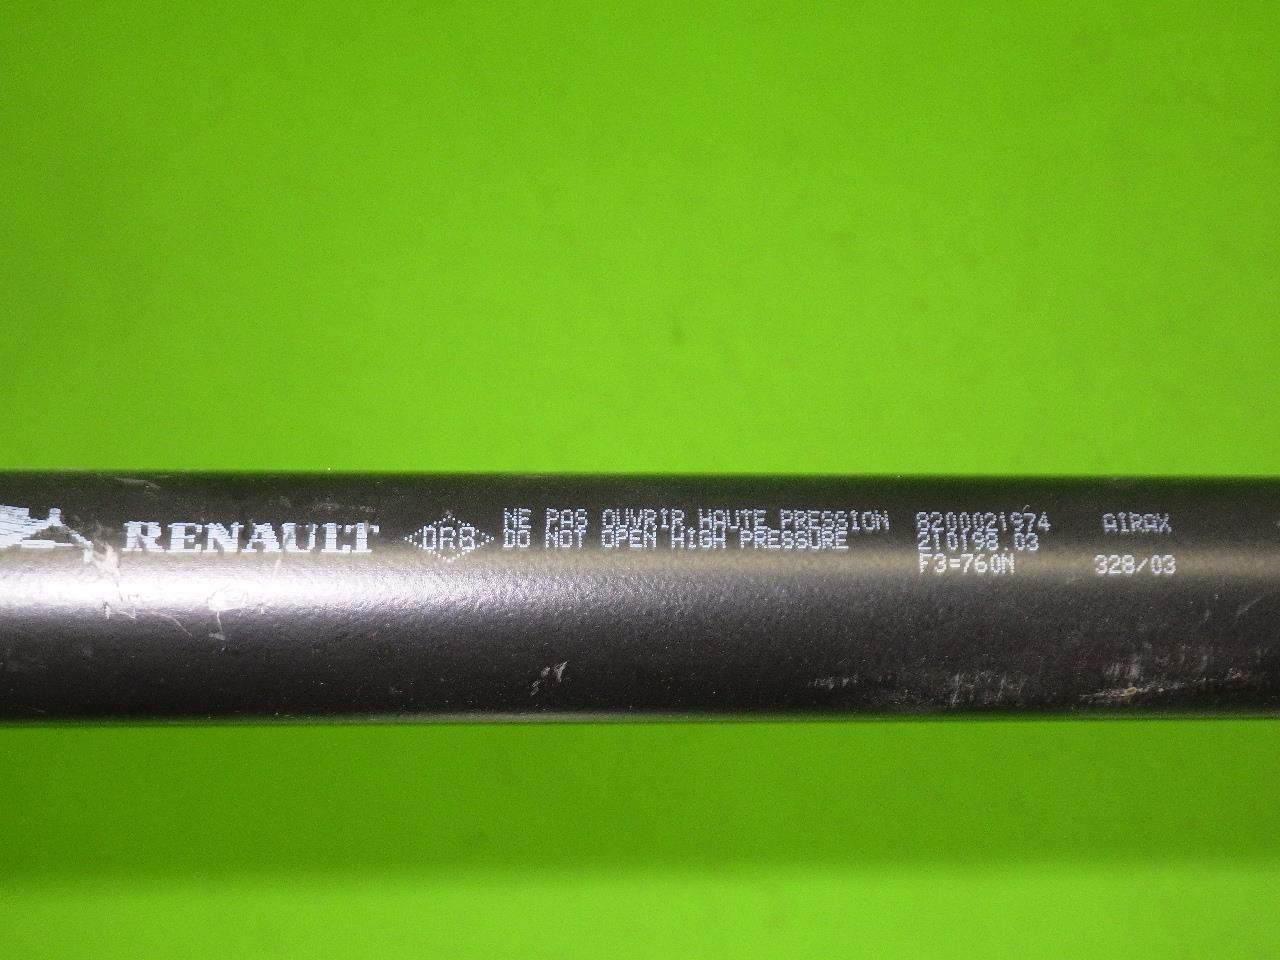 RENAULT
NE PAS OUVRIR HAUTE PRESSION
DO NOT OPEN HIGH PRESSURE
8200021974
210198.03
F3=760N
AIRAX
328/03